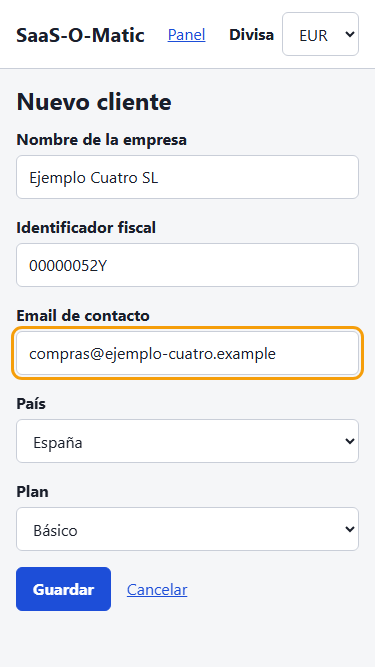 SaaS-O-Matic Panel Divisa EUR
Nuevo cliente
Nombre de la empresa
Ejemplo Cuatro SL
Identificador fiscal
00000052Y
Email de contacto
compras@ejemplo-cuatro.example
País
España
Plan
Básico
Guardar Cancelar